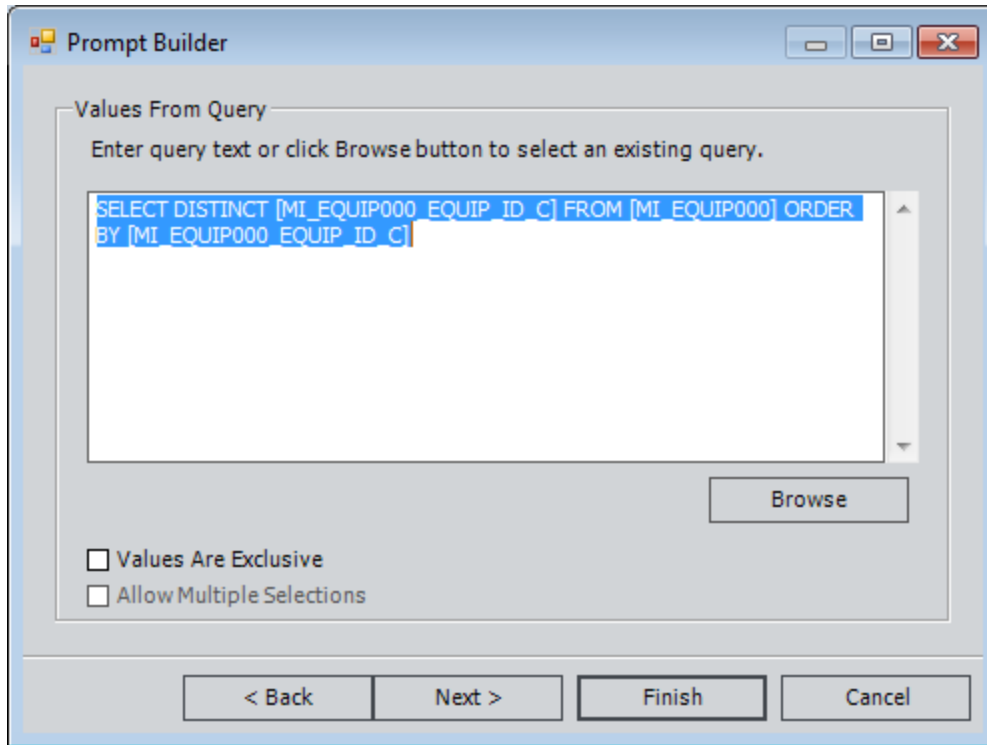 Prompt Builder
Values From Query
Enter query text or click Browse button to select an existing query.
SELECT DISTINCT [MI_EQUIP000_EQUIP_ID_C] FROM [MI_EQUIP000] ORDER
BY [MI_EQUIP000_EQUIP_ID_C]
Browse
Values Are Exclusive
Allow Multiple Selections
< Back Next > Finish Cancel